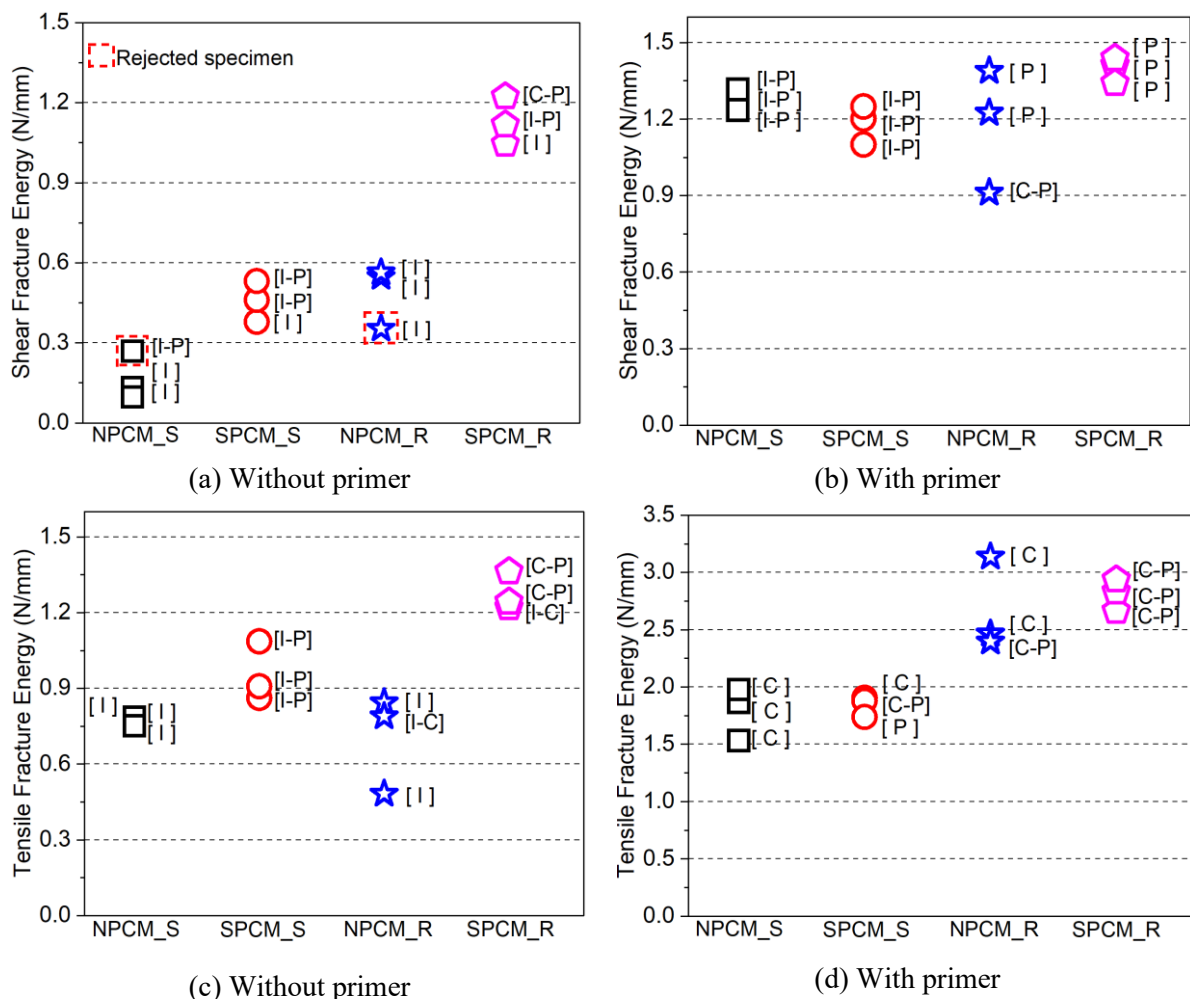 1.5
Rejected specimen
1.2
[C-P]
[I-P]
[ I ]
0.9
0.6
[I-P]
[I-P]
[ I ]
[ I ]
[ I ]
[ I ]
0.3
[I-P]
[ I ]
[ I ]
0.0
Shear Fracture Energy (N/mm)
NPCM_S SPCM_S NPCM_R SPCM_R
(a) Without primer
1.5
[I-P]
[I-P]
[I-P]
[I-P]
[I-P]
[I-P]
[ P ]
[ P ]
[C-P]
[ P ]
[ P ]
[ P ]
1.2
0.9
0.6
0.3
0.0
Shear Fracture Energy (N/mm)
NPCM_S SPCM_S NPCM_R SPCM_R
(b) With primer
1.5
[C-P]
[C-P]
[I-C]
1.2
[I-P]
[I-P]
[I-P]
0.9
[ I ]
[ I ]
[ I ]
[ I ]
[I-C]
[ I ]
0.6
0.3
0.0
Tensile Fracture Energy (N/mm)
NPCM_S SPCM_S NPCM_R SPCM_R
(c) Without primer
3.5
3.0
[ C ]
[ C ]
[C-P]
[C-P]
[C-P]
[C-P]
2.5
2.0
[ C ]
[ C ]
[ C ]
[ C ]
[C-P]
[ P ]
1.5
1.0
0.5
0.0
Tensile Fracture Energy (N/mm)
NPCM_S SPCM_S NPCM_R SPCM_R
(d) With primer